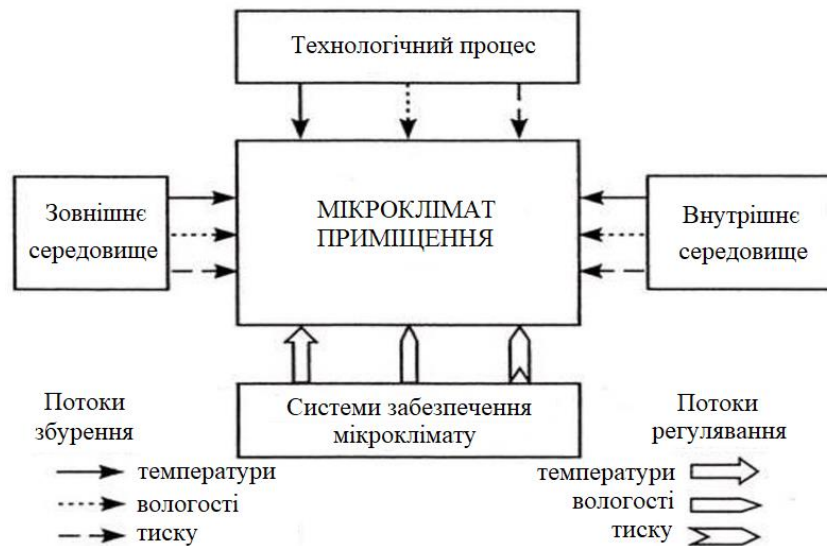 Технологічний процес
Зовнішнє
середовище
МІКРОКЛІМАТ
ПРИМІЩЕННЯ
Внутрішнє
середовище
Системи забезпечення
мікроклімату
Потоки
збурення
температури
вологості
тиску
Потоки
регулявання
температури
вологості
тиску